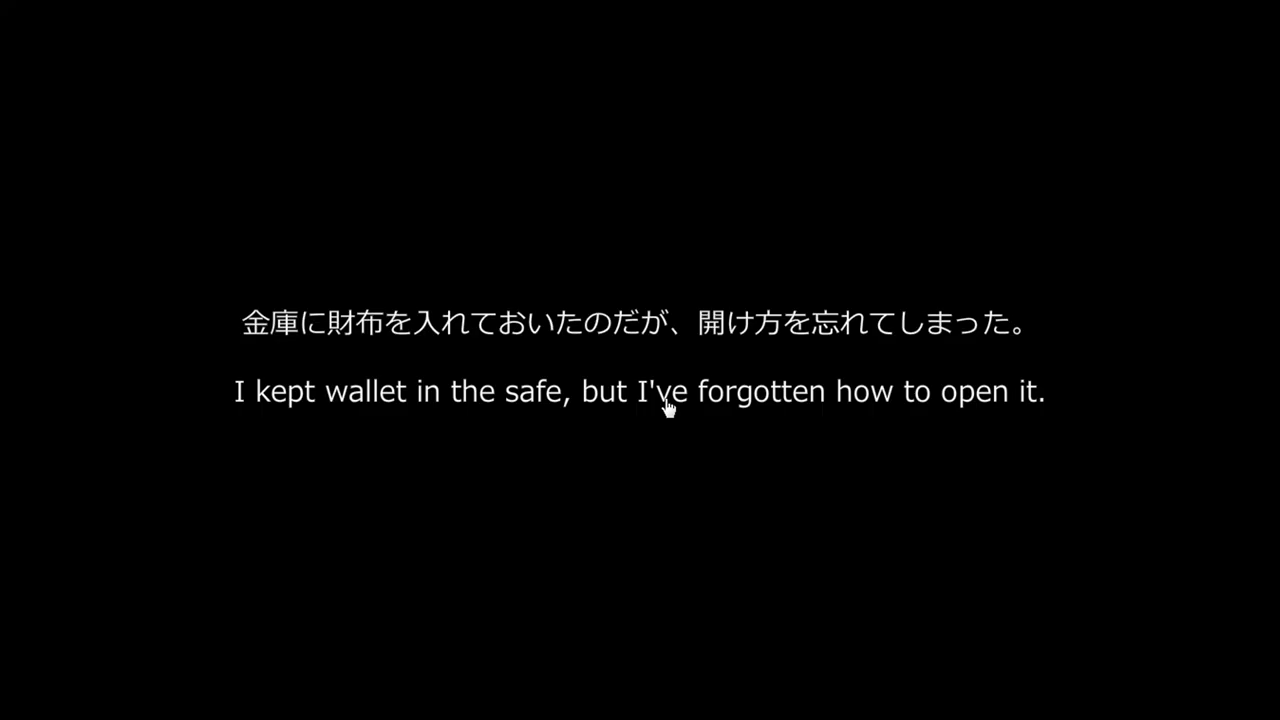 金庫に財布を入れておいたのだが、開け方を忘れてしまった。
I kept wallet in the safe, but I've forgotten how to open it.